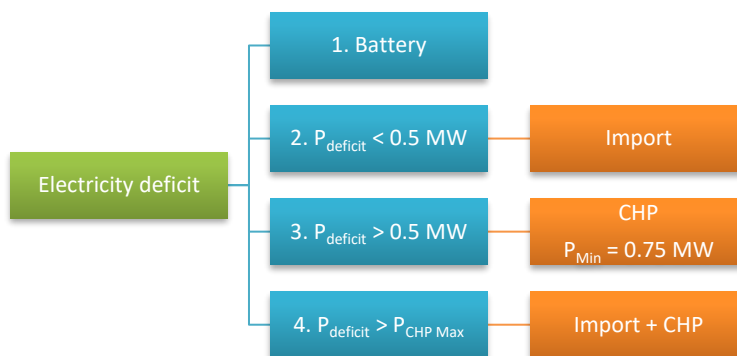 1. Battery
2. Pdeficit < 0.5 MW
Import
Electricity deficit
3. Pdeficit > 0.5 MW
CHP
PMin = 0.75 MW
4. Pdeficit > PCHP Max
Import + CHP